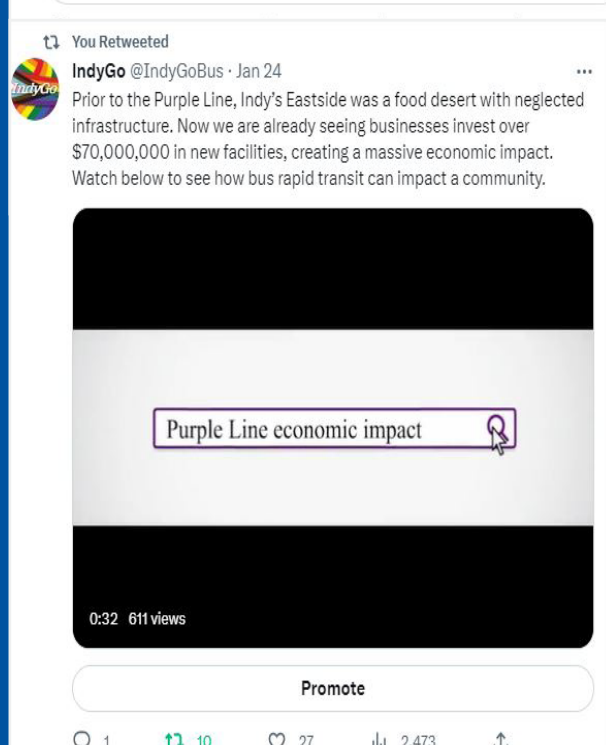 You Retweeted
IndyGo @IndyGoBus · Jan 24
IndyGo
Prior to the Purple Line, Indy's Eastside was a food desert with neglected
infrastructure. Now we are already seeing businesses invest over
$70,000,000 in new facilities, creating a massive economic impact.
Watch below to see how bus rapid transit can impact a community.
Purple Line economic impact
0:32 611 views
Promote
1 10 27 2,473